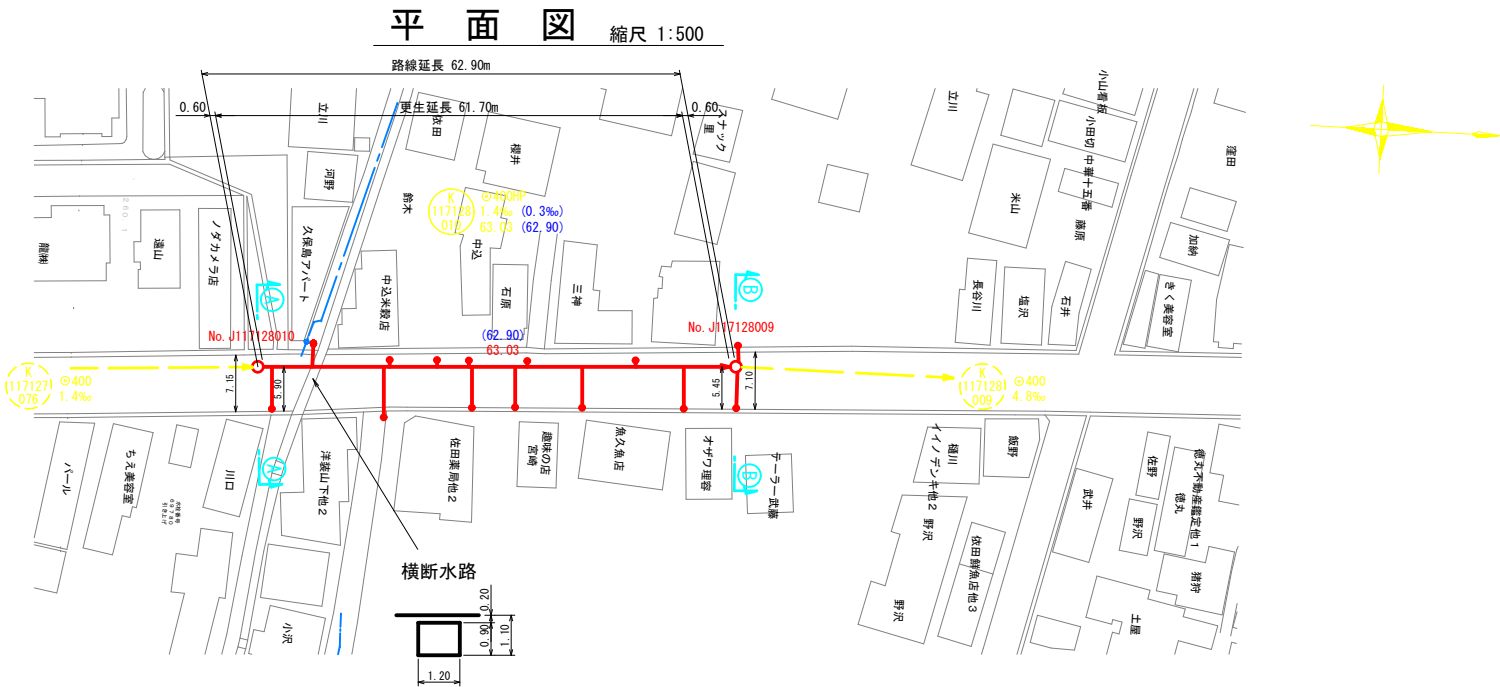 平面図 縮尺 1:500
路線延長 62.90m
0.60
更生延長 61.70m
0.60
立川
依田
櫻井
スナック
里
立川
小山看板
小田切
中華十五番
窪田
河野
鈴木
K
117128
010
⊙400HP
1.4‰ (0.3‰)
63.03 (62.90)
米山
藤原
260.1
龍㈱
遠山
ノダカメラ店
久保島アパート
中込米穀店
中込
石原
三神
長谷川
塩沢
石井
加納
きく美容室
A
B
No.J117128010
(62.90)
63.03
No.J117128009
K
117127
076
⊙400
1.4‰
7.15
5.90
5.45
7.10
K
117128
009
⊙400
4.8‰
パール
ちえ美容室
川口
洋装山下他2
佐田薬局他2
趣味の店
宮崎
魚久魚店
オザワ理容
テーラー武藤
イイノデンキ他2
樋川
飯野
武井
佐野
野沢
徳丸不動産鑑定他1
徳丸
猪狩
A
B
野沢
野沢
依田鮮魚店他3
土屋
小沢
横断水路
0.20
0.90
1.10
1.20